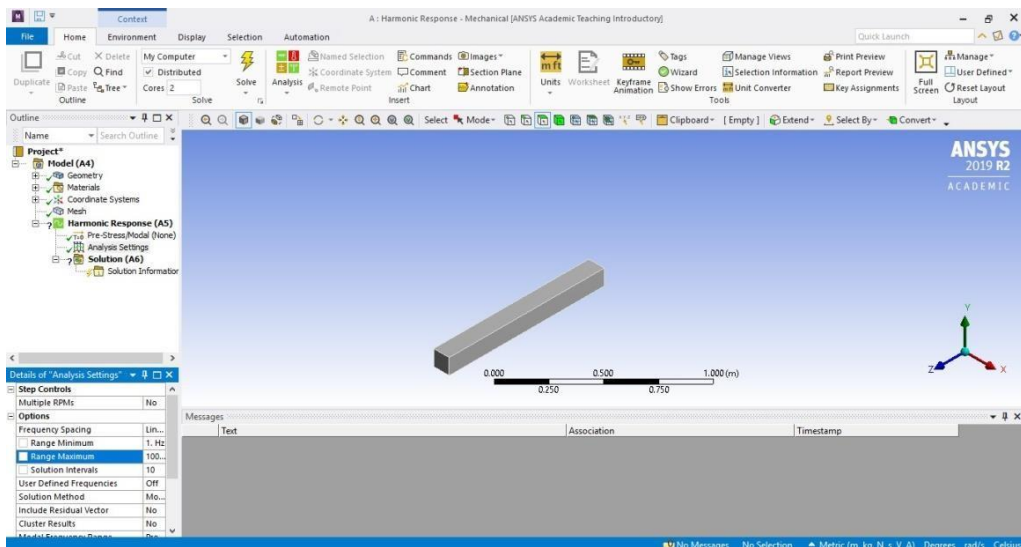 Context
A : Harmonic Response - Mechanical [ANSYS Academic Teaching Introductory]
File Home Environment Display Selection Automation Quick Launch
Duplicate
Cut Copy Paste
Delete Find Tree
Outline
My Computer
Distributed
Cores 2
Solve
Solve
Analysis
Named Selection Coordinate System Remote Point
Commands Comment Chart
Images Section Plane Annotation
Insert
Units Worksheet Keyframe Animation
Tags Wizard Show Errors
Manage Views Selection Information Unit Converter
Print Preview Report Preview Key Assignments
Tools
Full Screen
Manage User Defined Reset Layout
Layout
Outline
Name Search Outline
Select Mode Clipboard [ Empty ] Extend Select By Convert
Project*
Model (A4)
Geometry
Materials
Coordinate Systems
Mesh
Harmonic Response (A5)
Pre-Stress/Modal (None)
Analysis Settings
Solution (A6)
Solution Information
ANSYS
2019 R2
ACADEMIC
0.000 0.500 1.000 (m)
0.250 0.750
Y
Z X
Details of "Analysis Settings"
Step Controls
Multiple RPMs No
Options
Frequency Spacing Lin...
Range Minimum 1. Hz
Range Maximum 100...
Solution Intervals 10
User Defined Frequencies Off
Solution Method Mo...
Include Residual Vector No
Cluster Results No
Messages
Text Association Timestamp
No Messages No Selection Metric (m, kg, N, s, V, A) Degrees rad/s Celsius